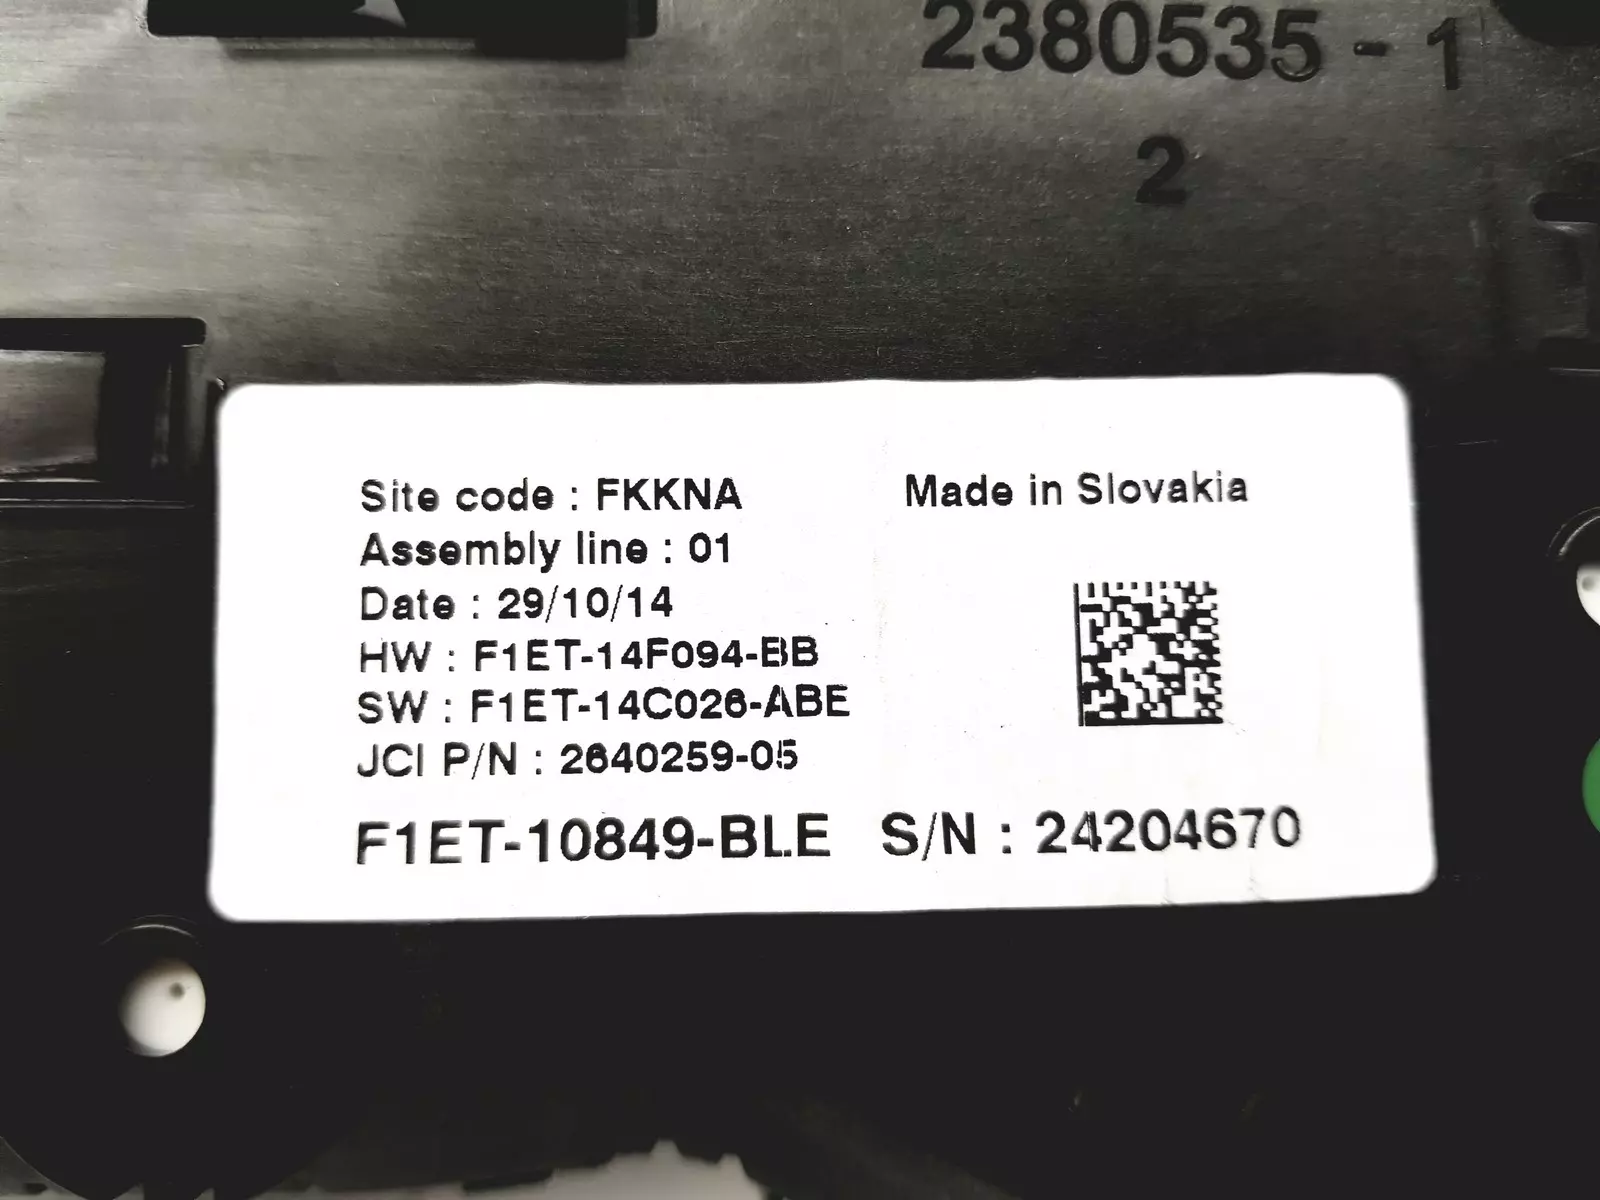 2380535-1
2
Site code : FKKNA
Made in Slovakia
Assembly line : 01
Date : 29/10/14
HW : F1ET-14F094-BB
SW : F1ET-14C026-ABE
JCI P/N : 2640259-05
F1ET-10849-BLE S/N : 24204670